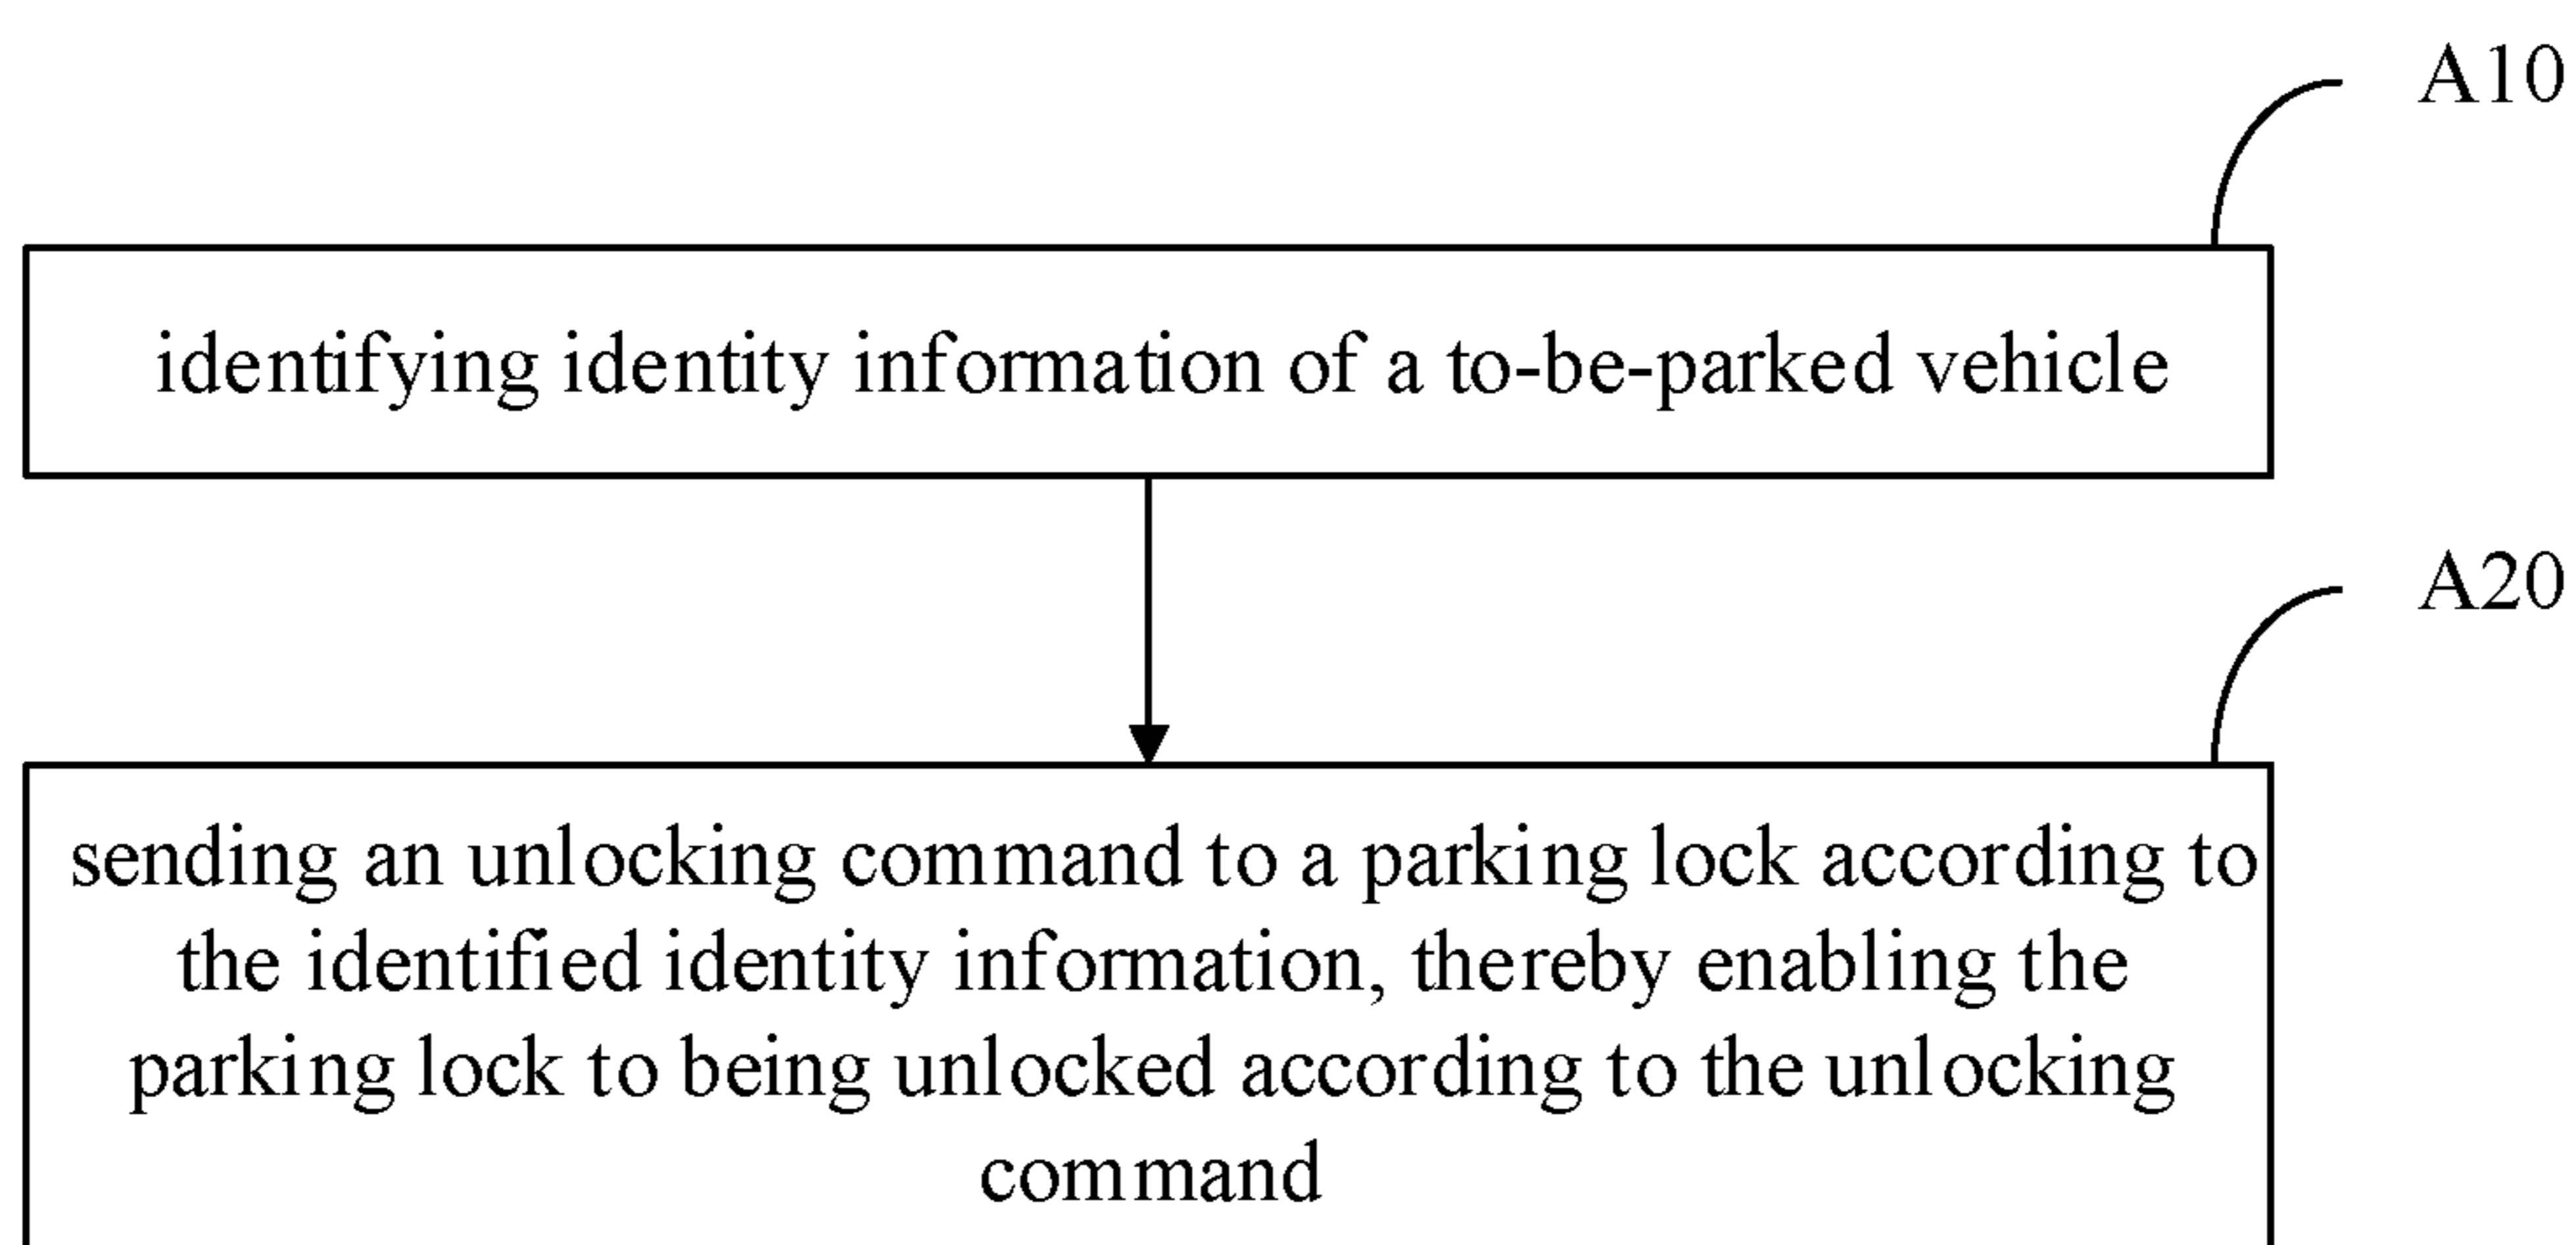 A10
identifying identity information of a to-be-parked vehicle
A20
sending an unlocking command to a parking lock according to
the identified identity information, thereby enabling the
parking lock to being unlocked according to the unlocking
command